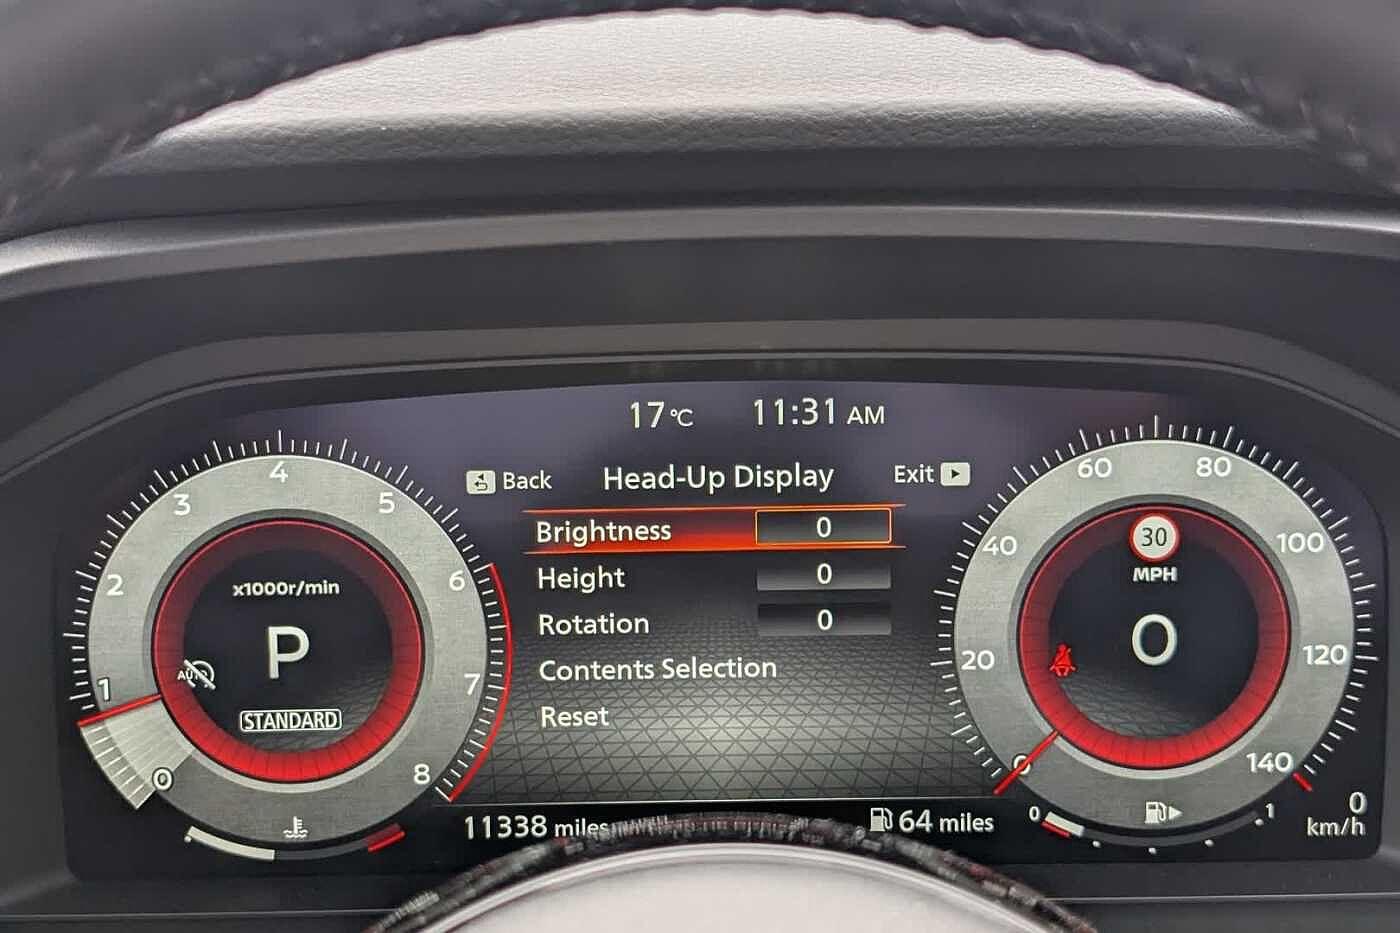 17°C 11:31 AM
Back Head-Up Display Exit
Brightness 0
Height 0
Rotation 0
Contents Selection
Reset
11338 miles
64 miles
0 1 2 3 4 5 6 7 8
x1000r/min
P
AUTO
STANDARD
0 20 40 60 80 100 120 140
30
MPH
0
0 1
0
km/h